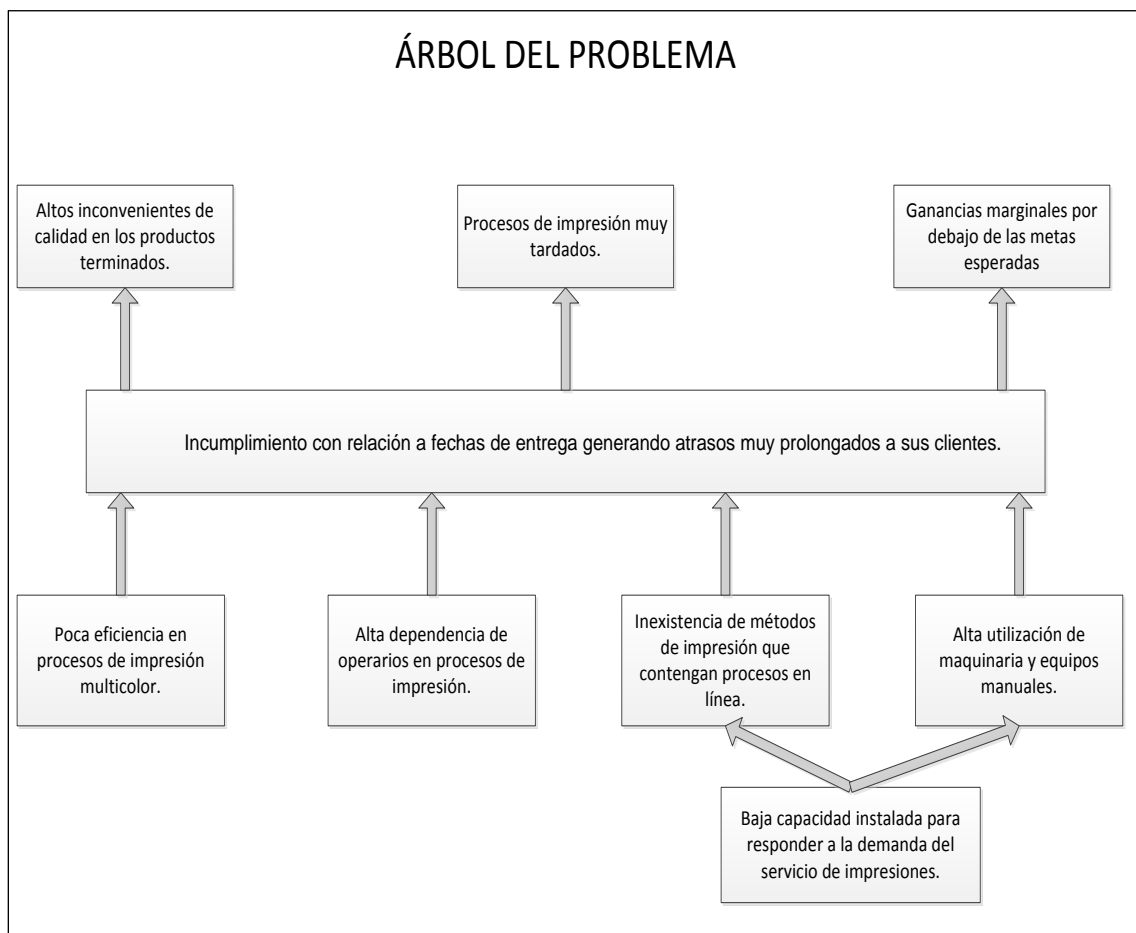 ÁRBOL DEL PROBLEMA
Altos inconvenientes de
calidad en los productos
terminados.
Procesos de impresión muy
tardados.
Ganancias marginales por
debajo de las metas
esperadas
Incumplimiento con relación a fechas de entrega generando atrasos muy prolongados a sus clientes.
Poca eficiencia en
procesos de impresión
multicolor.
Alta dependencia de
operarios en procesos de
impresión.
Inexistencia de métodos
de impresión que
contengan procesos en
línea.
Alta utilización de
maquinaria y equipos
manuales.
Baja capacidad instalada para
responder a la demanda del
servicio de impresiones.